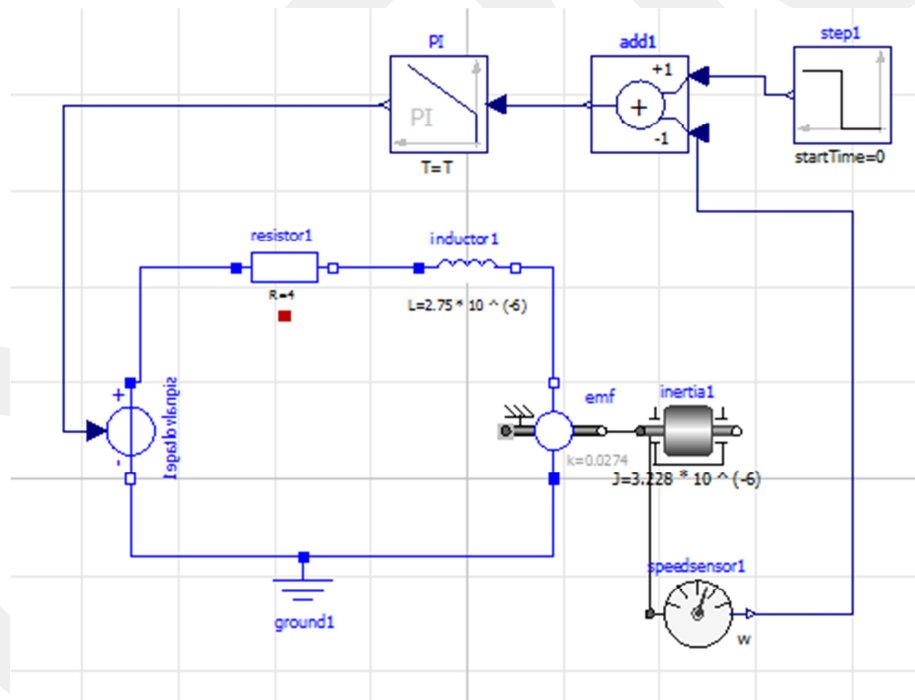 step1
PI
add1
+1
+
-1
PI
T=T
startTime=0
resistor1
inductor1
R=4
L=2.75 * 10 ^ (-6)
signalvoltage1
+
-
emf
inertia1
k=0.0274
J=3.228 * 10 ^ (-6)
speedsensor1
ground1
w